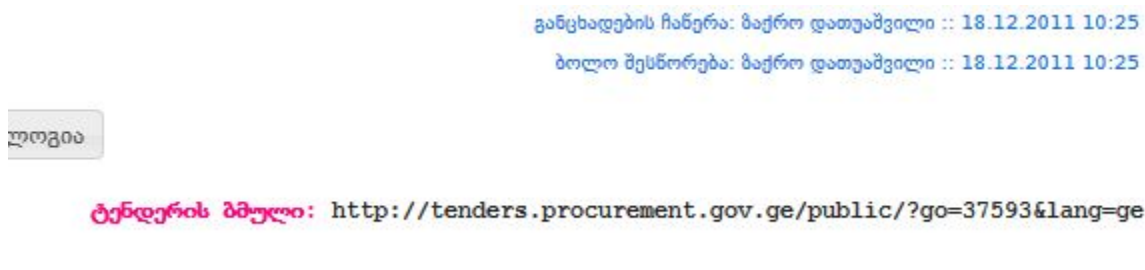 განცხადების ჩაწერა: ზაქრო დათუაშვილი :: 18.12.2011 10:25
ბოლო შესწორება: ზაქრო დათუაშვილი :: 18.12.2011 10:25
ლოგია
ტენდერის ბმული: http://tenders.procurement.gov.ge/public/?go=37593&lang=ge